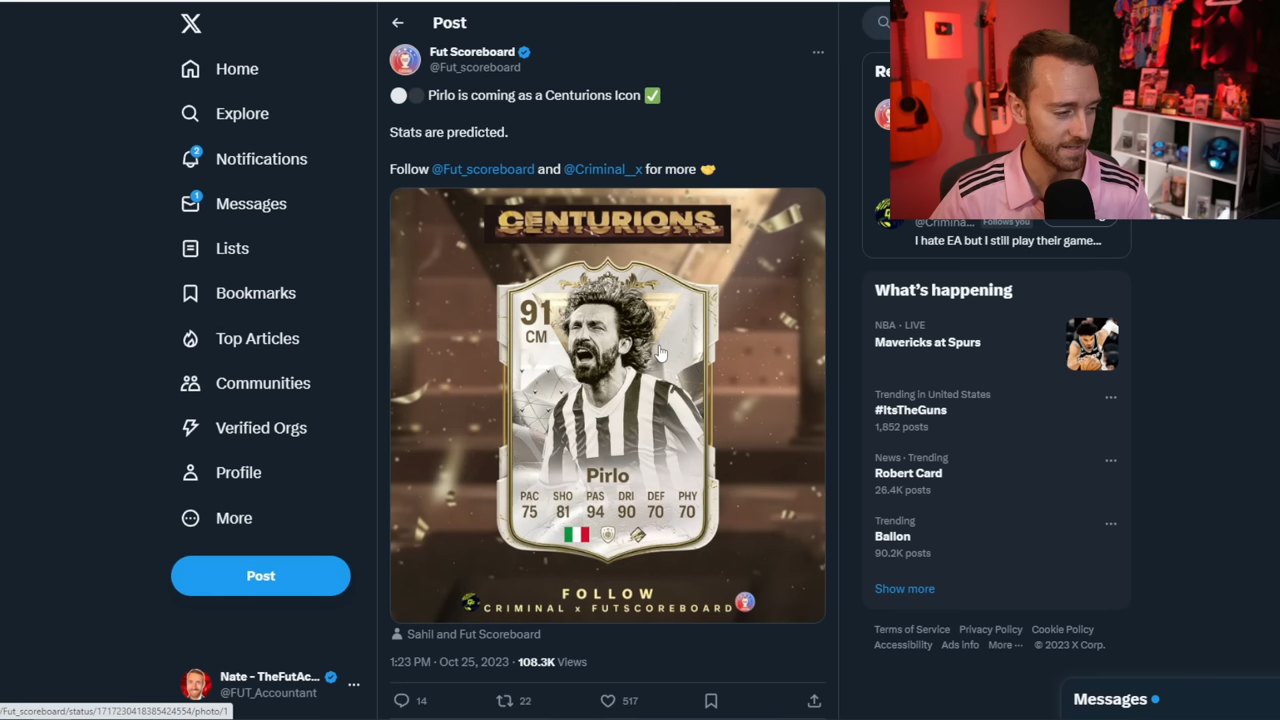 Home
Explore
2
Notifications
1
Messages
Lists
Bookmarks
Top Articles
Communities
Verified Orgs
Profile
More
Post
Nate - TheFutAc...
@FUT_Accountant
/Fut_scoreboard/status/1717230418385424554/photo/1
Post
Fut Scoreboard
@Fut_scoreboard
Pirlo is coming as a Centurions Icon ✅
Stats are predicted.
Follow @Fut_scoreboard and @Criminal__x for more 🤝
CENTURIONS
91
CM
Pirlo
PAC SHO PAS DRI DEF PHY
75 81 94 90 70 70
FOLLOW
CRIMINAL x FUTSCOREBOARD
Sahil and Fut Scoreboard
1:23 PM · Oct 25, 2023 · 108.3K Views
14 22 517
Re
@Crimina... Follows you
I hate EA but I still play their game...
What's happening
NBA · LIVE
Mavericks at Spurs
Trending in United States
#ItsTheGuns
1,852 posts
News · Trending
Robert Card
26.4K posts
Trending
Ballon
90.2K posts
Show more
Terms of Service Privacy Policy Cookie Policy
Accessibility Ads info More ··· © 2023 X Corp.
Messages